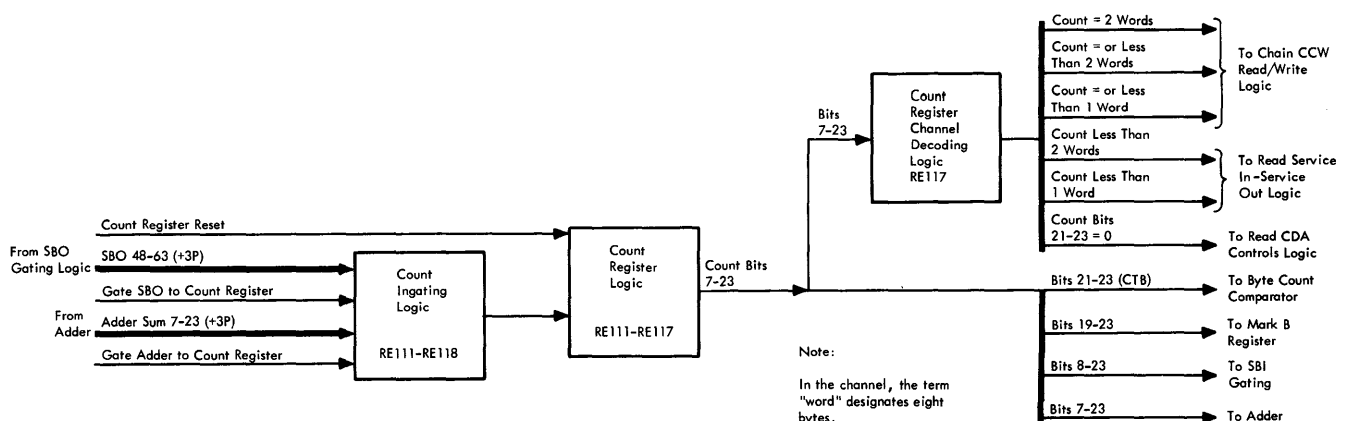 Count Register Reset
From SBO
Gating Logic
SBO 48-63 (+3P)
Gate SBO to Count Register
From
Adder
Adder Sum 7-23 (+3P)
Gate Adder to Count Register
Count
Ingating
Logic
RE111-RE118
Count
Register
Logic
RE111-RE117
Count Bits
7-23
Bits
7-23
Count
Register
Channel
Decoding
Logic
RE117
Count = 2 Words
Count = or Less
Than 2 Words
Count = or Less
Than 1 Word
To Chain CCW
Read/Write
Logic
Count Less Than
2 Words
Count Less Than
1 Word
To Read Service
In-Service
Out Logic
Count Bits
21-23 = 0
To Read CDA
Controls Logic
Bits 21-23 (CTB)
To Byte Count
Comparator
Bits 19-23
To Mark B
Register
Bits 8-23
To SBI
Gating
Bits 7-23
To Adder
Note:
In the channel, the term
"word" designates eight
bytes.